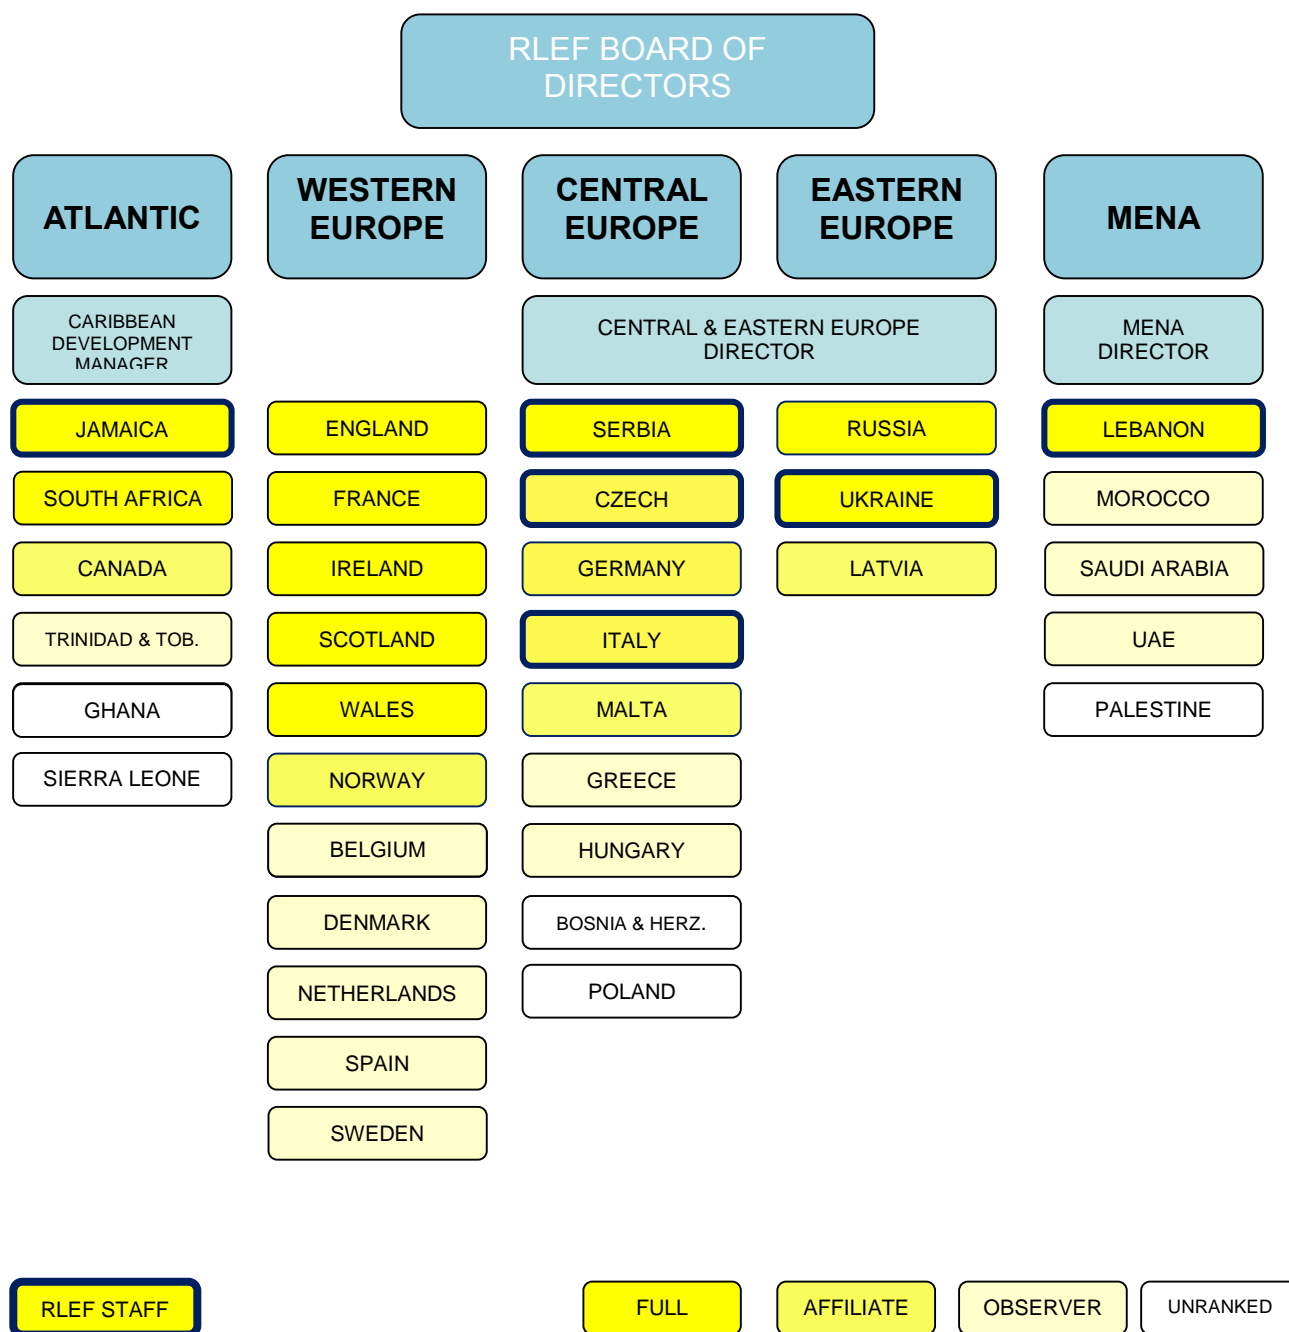 RLEF BOARD OF
DIRECTORS
ATLANTIC
WESTERN
EUROPE
CENTRAL
EUROPE
EASTERN
EUROPE
MENA
CARIBBEAN
DEVELOPMENT
MANAGER
CENTRAL & EASTERN EUROPE
DIRECTOR
MENA
DIRECTOR
JAMAICA
ENGLAND
SERBIA
RUSSIA
LEBANON
SOUTH AFRICA
FRANCE
CZECH
UKRAINE
MOROCCO
CANADA
IRELAND
GERMANY
LATVIA
SAUDI ARABIA
TRINIDAD & TOB.
SCOTLAND
ITALY
UAE
GHANA
WALES
MALTA
PALESTINE
SIERRA LEONE
NORWAY
GREECE
BELGIUM
HUNGARY
DENMARK
BOSNIA & HERZ.
NETHERLANDS
POLAND
SPAIN
SWEDEN
RLEF STAFF
FULL
AFFILIATE
OBSERVER
UNRANKED